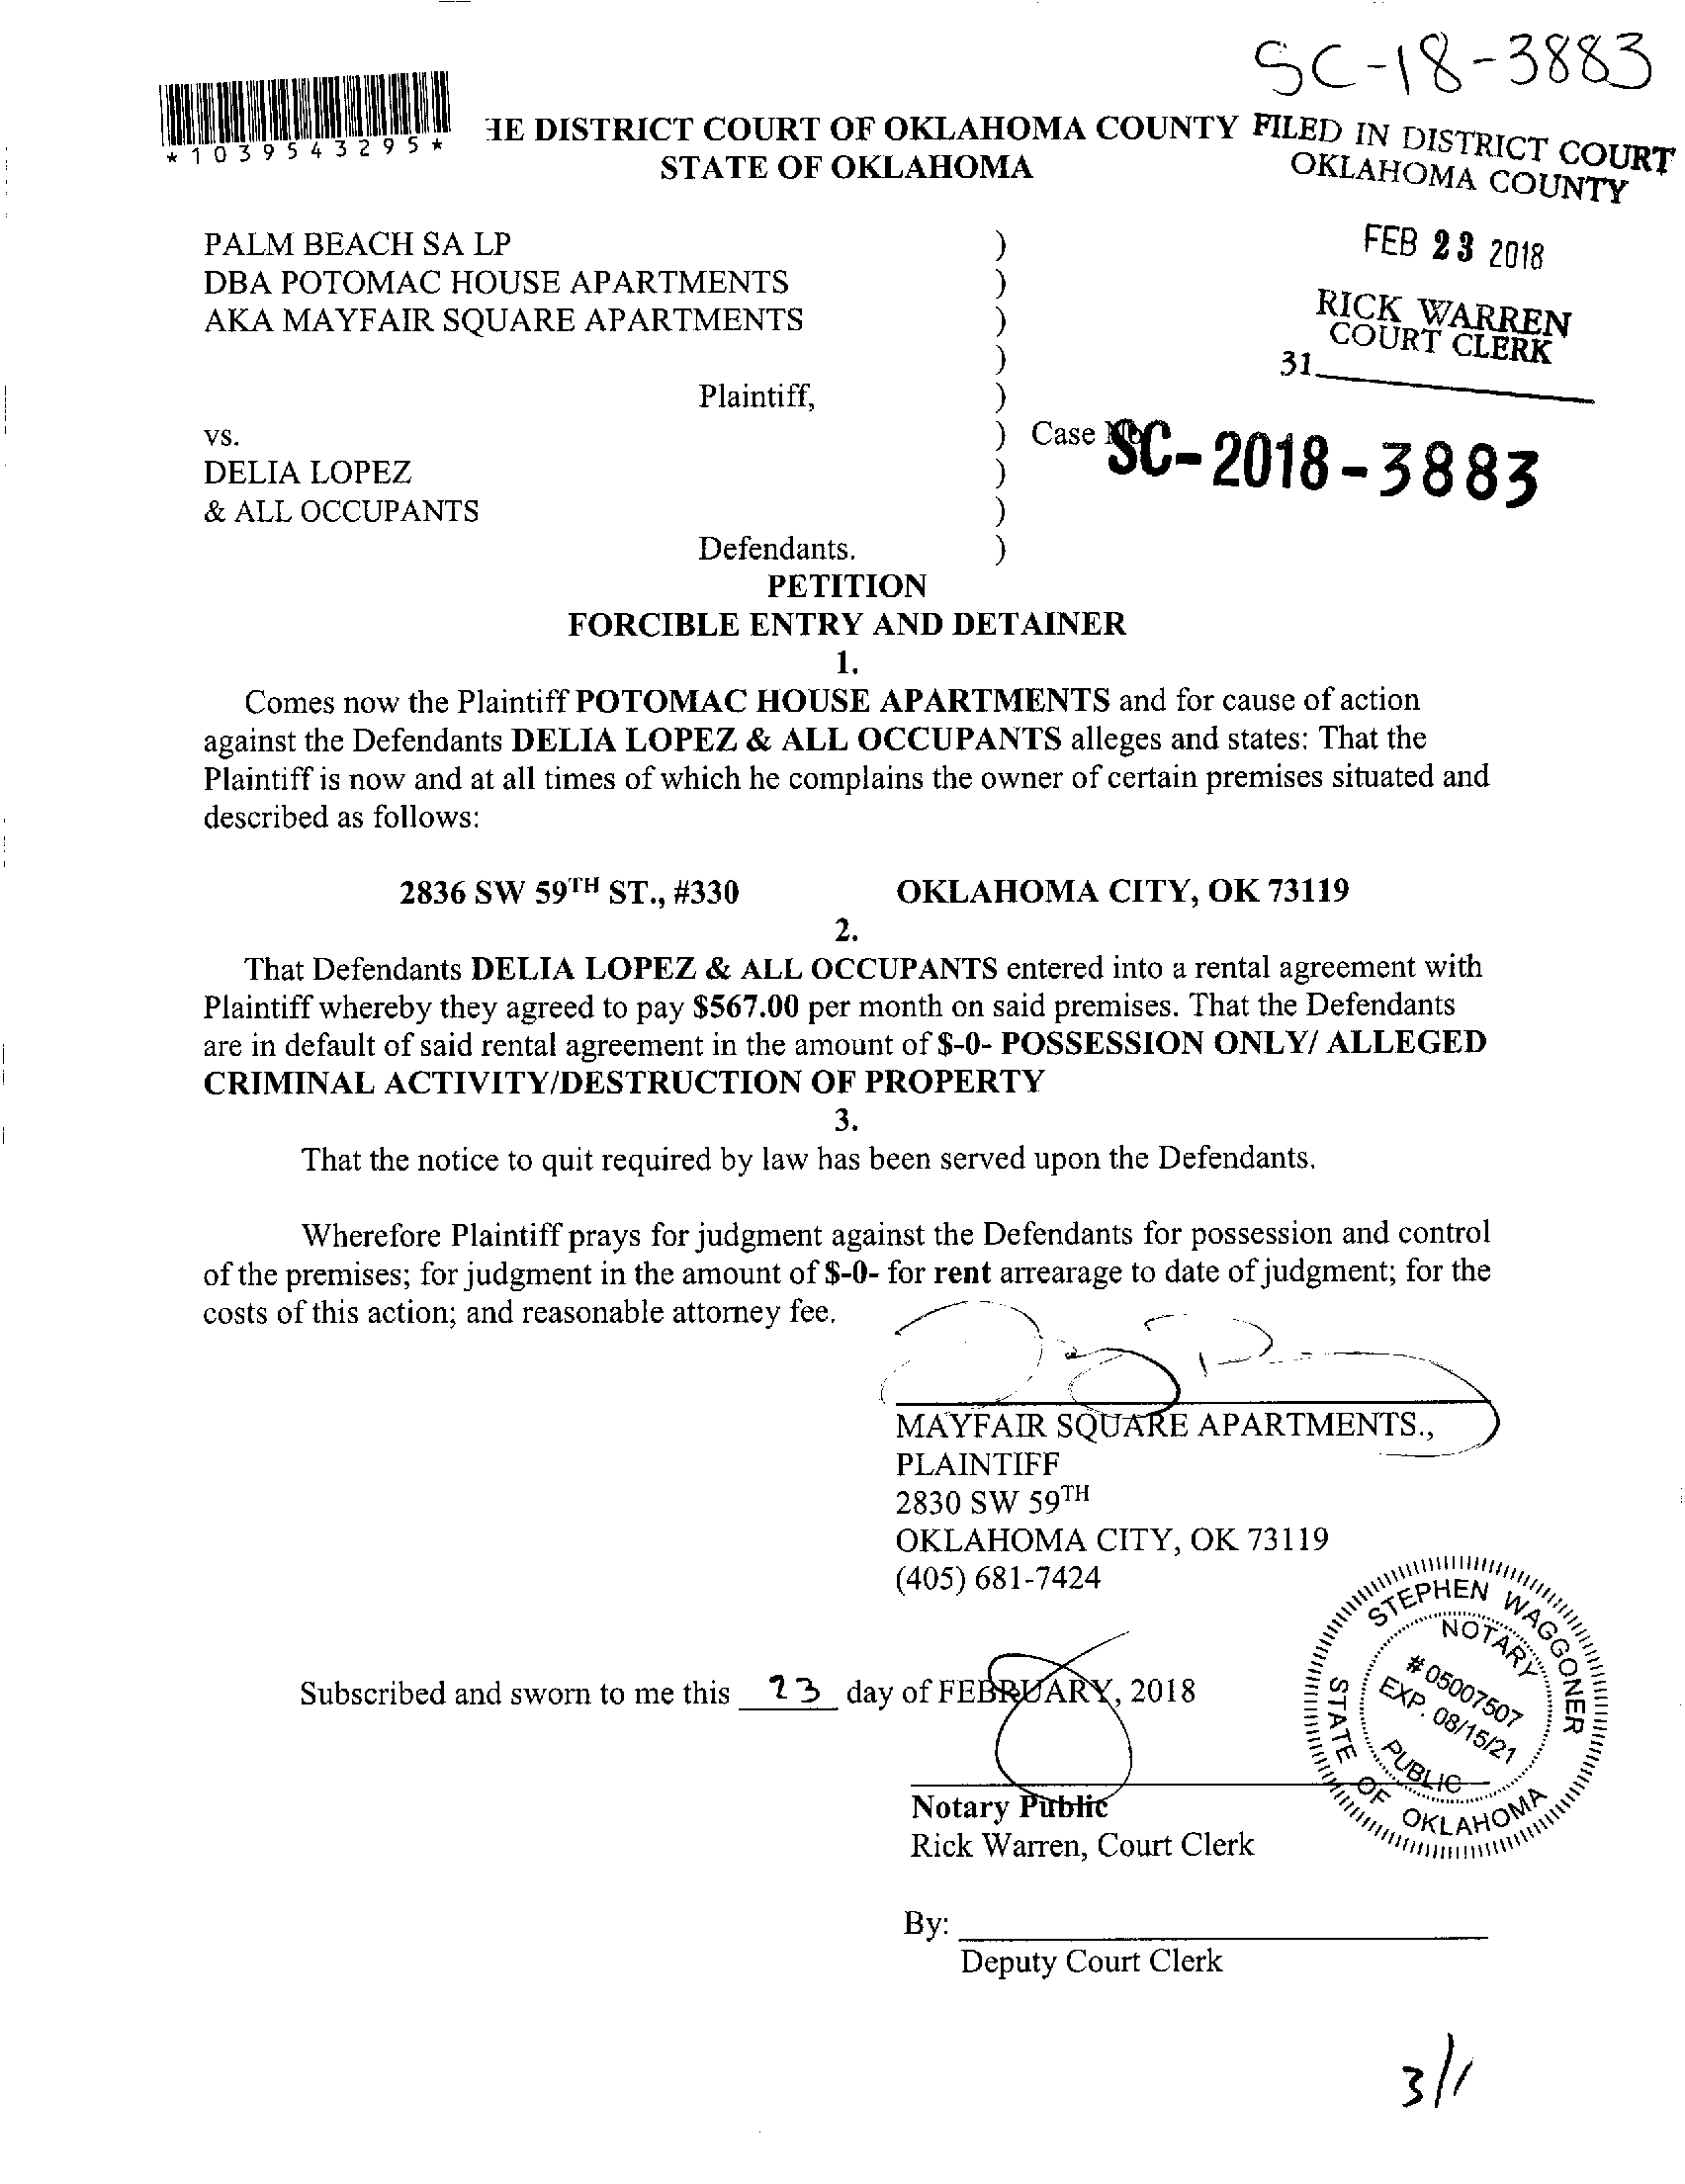 SC-18-3883
*1039543295*
HE DISTRICT COURT OF OKLAHOMA COUNTY
STATE OF OKLAHOMA
FILED IN DISTRICT COURT
OKLAHOMA COUNTY
FEB 23 2018
RICK WARREN
COURT CLERK
31
PALM BEACH SA LP )
DBA POTOMAC HOUSE APARTMENTS )
AKA MAYFAIR SQUARE APARTMENTS )
)
Plaintiff, )
vs. ) Case No SC-2018-3883
DELIA LOPEZ )
& ALL OCCUPANTS )
Defendants. )
PETITION
FORCIBLE ENTRY AND DETAINER
1.
Comes now the Plaintiff POTOMAC HOUSE APARTMENTS and for cause of action
against the Defendants DELIA LOPEZ & ALL OCCUPANTS alleges and states: That the
Plaintiff is now and at all times of which he complains the owner of certain premises situated and
described as follows:
2836 SW 59TH ST., #330 OKLAHOMA CITY, OK 73119
2.
That Defendants DELIA LOPEZ & ALL OCCUPANTS entered into a rental agreement with
Plaintiff whereby they agreed to pay $567.00 per month on said premises. That the Defendants
are in default of said rental agreement in the amount of $-0- POSSESSION ONLY/ ALLEGED
CRIMINAL ACTIVITY/DESTRUCTION OF PROPERTY
3.
That the notice to quit required by law has been served upon the Defendants.
Wherefore Plaintiff prays for judgment against the Defendants for possession and control
of the premises; for judgment in the amount of $-0- for rent arrearage to date of judgment; for the
costs of this action; and reasonable attorney fee.
MAYFAIR SQUARE APARTMENTS.,
PLAINTIFF
2830 SW 59TH
OKLAHOMA CITY, OK 73119
(405) 681-7424
Subscribed and sworn to me this 23 day of FEBRUARY, 2018
STEPHEN WAGGONER
NOTARY
# 05007507
EXP. 08/15/21
PUBLIC
STATE OF OKLAHOMA
Notary Public
Rick Warren, Court Clerk
By:
Deputy Court Clerk
3/1